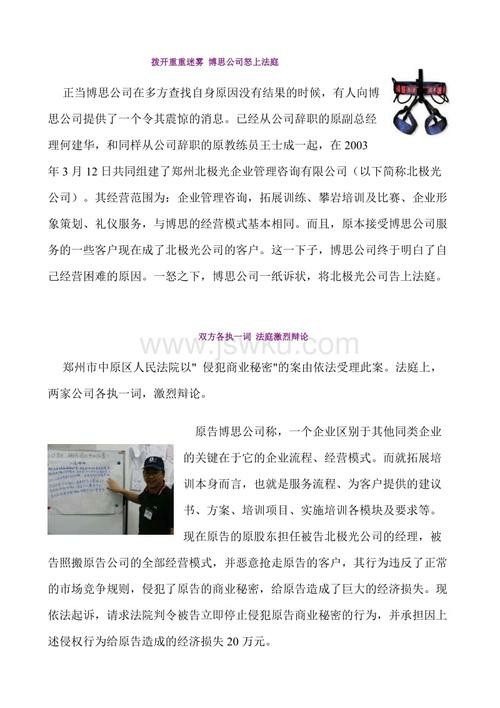 拨开重重迷雾 博思公司怒上法庭
正当博思公司在多方查找自身原因没有结果的时候，有人向博
思公司提供了一个令其震惊的消息。已经从公司辞职的原副总经
理何建华，和同样从公司辞职的原教练员王士成一起，在 2003
年 3 月 12 日共同组建了郑州北极光企业管理咨询有限公司（以下简称北极光
公司）。其经营范围为：企业管理咨询，拓展训练、攀岩培训及比赛、企业形
象策划、礼仪服务，与博思的经营模式基本相同。而且，原本接受博思公司服
务的一些客户现在成了北极光公司的客户。这一下子，博思公司终于明白了自
己经营困难的原因。一怒之下，博思公司一纸诉状，将北极光公司告上法庭。
双方各执一词 法庭激烈辩论
www.jswku.com
郑州市中原区人民法院以" 侵犯商业秘密"的案由依法受理此案。法庭上，
两家公司各执一词，激烈辩论。
原告博思公司称，一个企业区别于其他同类企业
的关键在于它的企业流程、经营模式。而就拓展培
训本身而言，也就是服务流程、为客户提供的建议
书、方案、培训项目、实施培训各模块及要求等。
现在原告的原股东担任被告北极光公司的经理，被
告照搬原告公司的全部经营模式，并恶意抢走原告的客户，其行为违反了正常
的市场竞争规则，侵犯了原告的商业秘密，给原告造成了巨大的经济损失。现
依法起诉，请求法院判令被告立即停止侵犯原告商业秘密的行为，并承担因上
述侵权行为给原告造成的经济损失 20 万元。